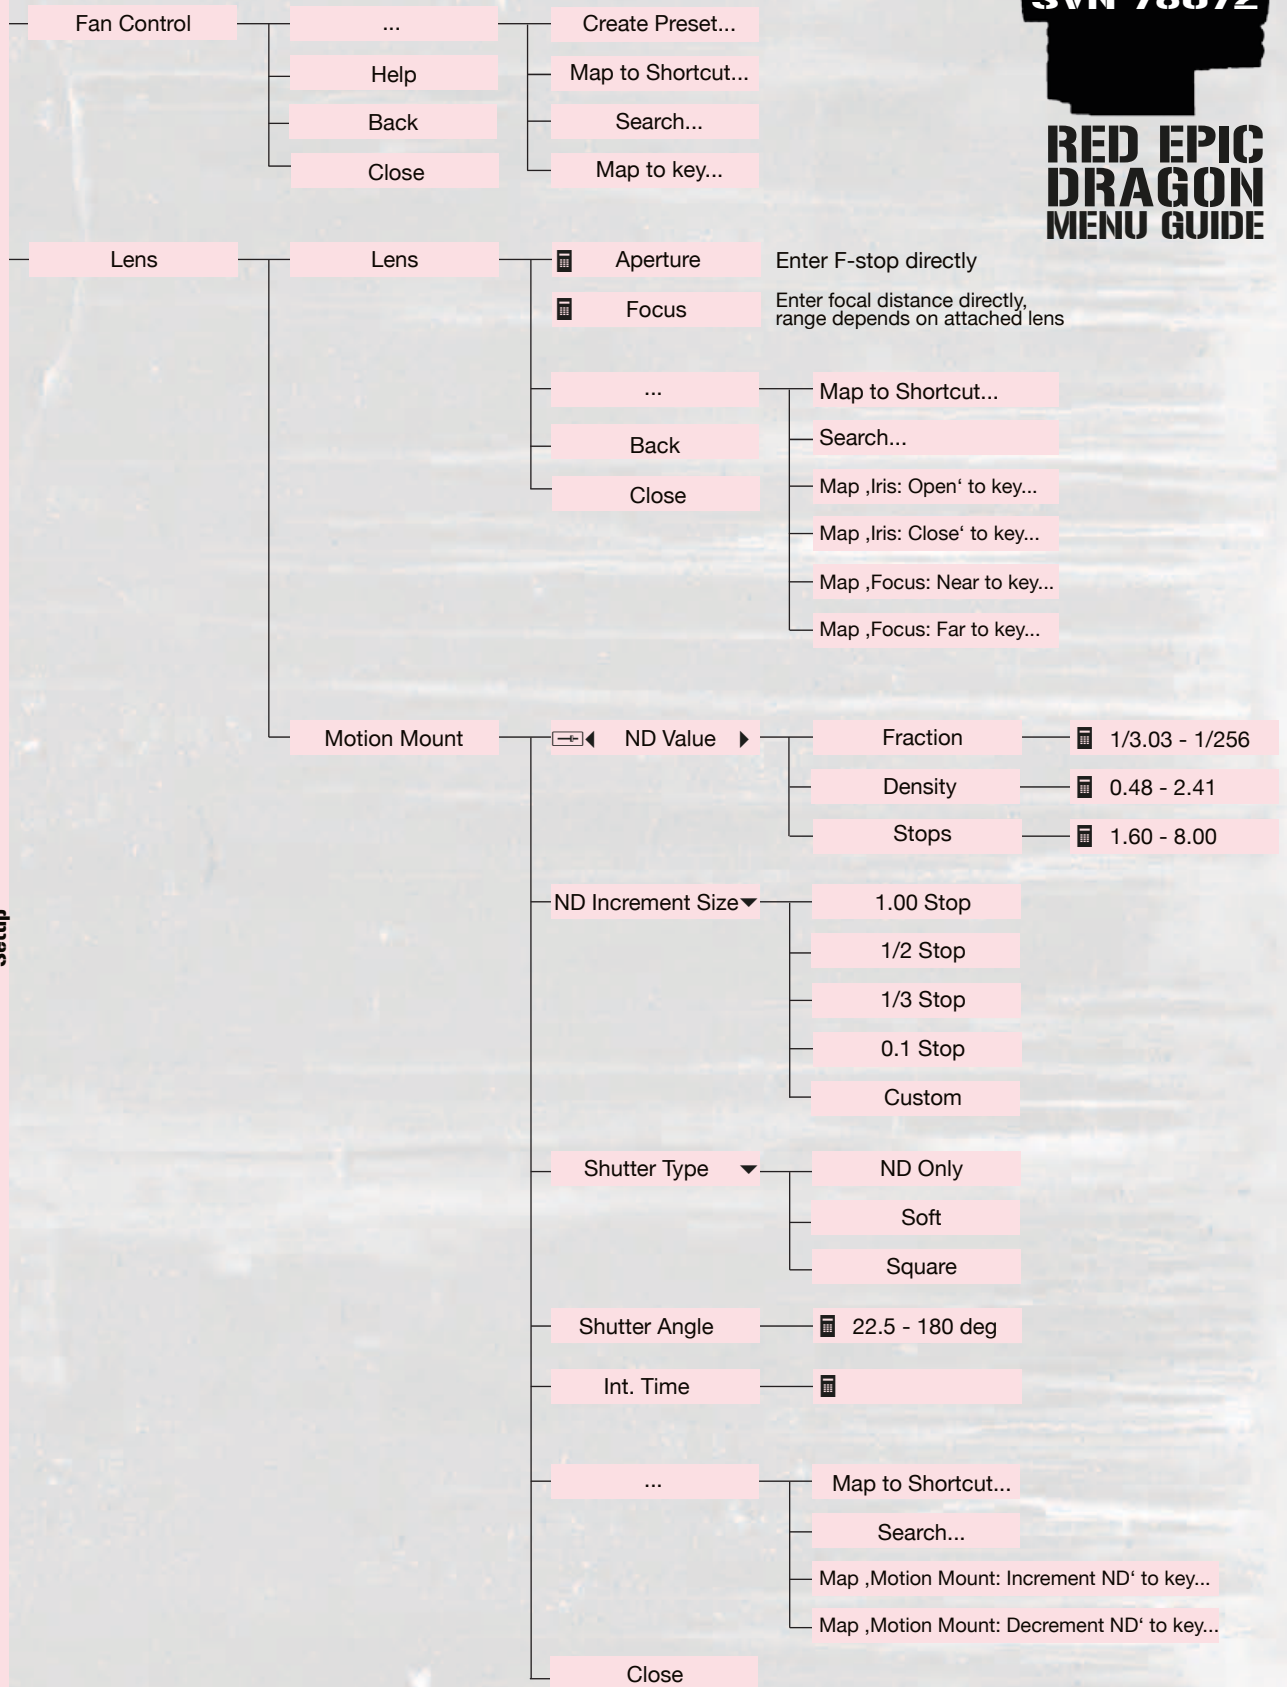 Fan Control
...
Create Preset...
Help
Map to Shortcut...
Back
Search...
Close
Map to key...
RED EPIC
DRAGON
MENU GUIDE
Lens
Lens
Aperture
Enter F-stop directly
Focus
Enter focal distance directly,
range depends on attached lens
...
Map to Shortcut...
Back
Search...
Close
Map ‚Iris: Open‘ to key...
Map ‚Iris: Close‘ to key...
Map ‚Focus: Near to key...
Map ‚Focus: Far to key...
Motion Mount
ND Value
Fraction
1/3.03 - 1/256
Density
0.48 - 2.41
Stops
1.60 - 8.00
ND Increment Size
1.00 Stop
1/2 Stop
1/3 Stop
0.1 Stop
Custom
Shutter Type
ND Only
Soft
Square
Shutter Angle
22.5 - 180 deg
Int. Time
...
Map to Shortcut...
Search...
Map ‚Motion Mount: Increment ND‘ to key...
Map ‚Motion Mount: Decrement ND‘ to key...
Close